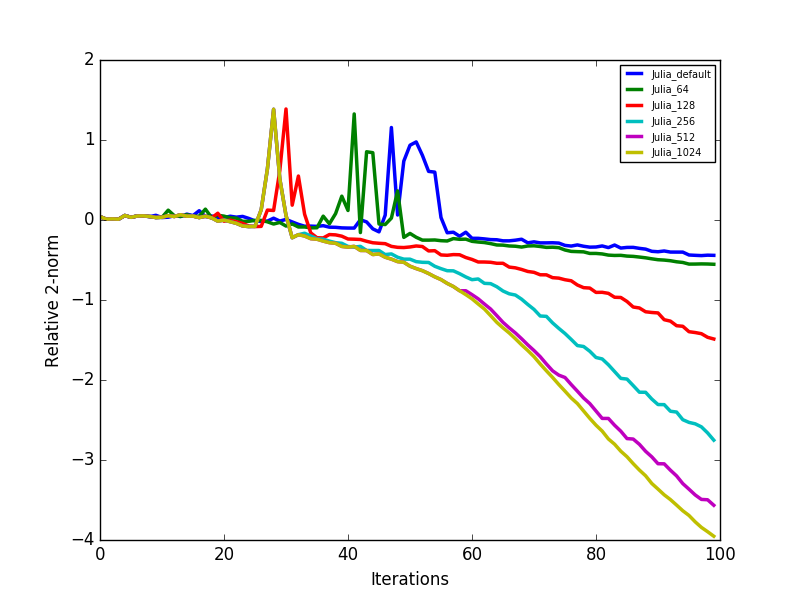 2
1
0
−1
−2
−3
−4
Relative 2-norm
0
20
40
60
80
100
Iterations
Julia_default
Julia_64
Julia_128
Julia_256
Julia_512
Julia_1024